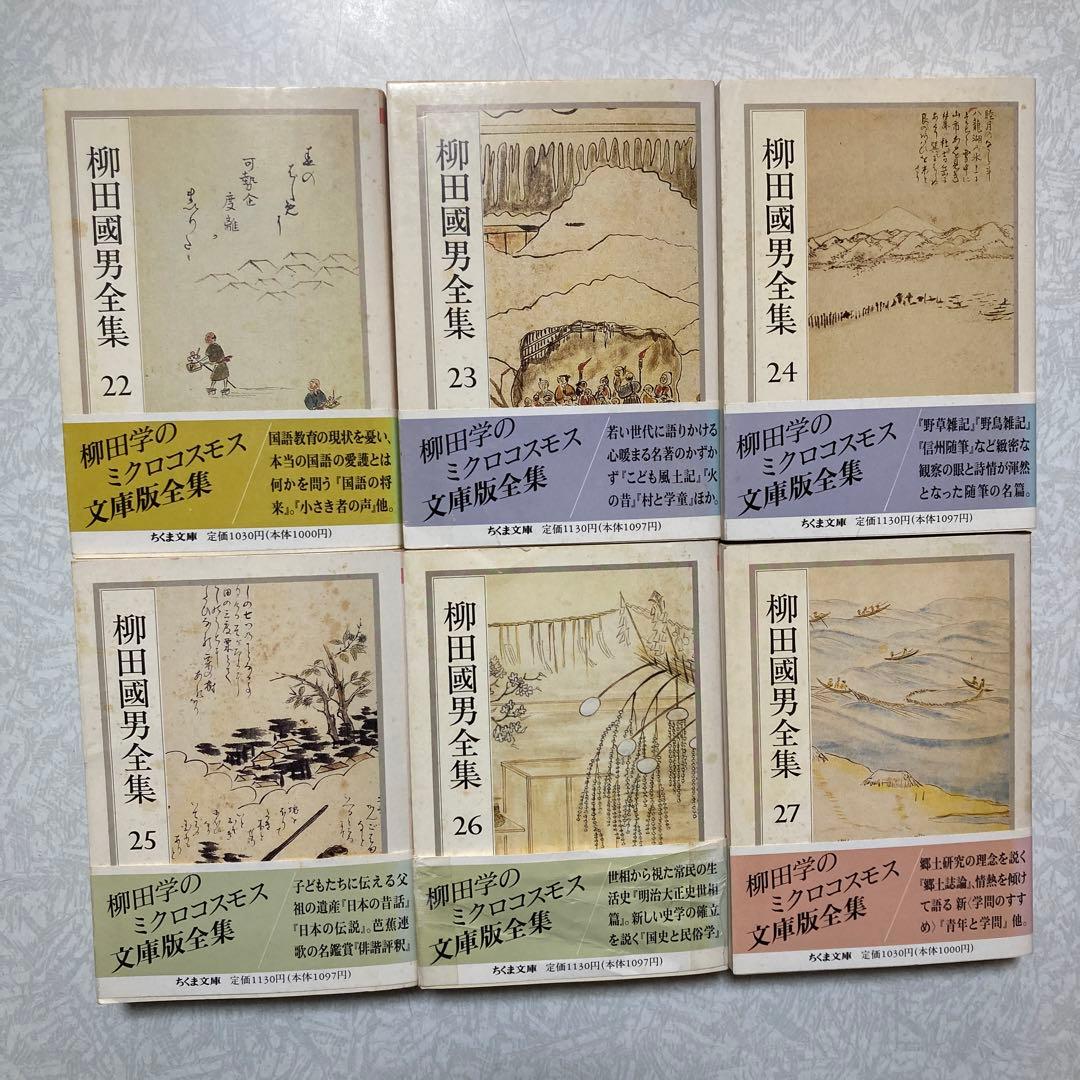 柳田國男全集
22
可勢企
度離
柳田学の
ミクロコスモス
文庫版全集
国語教育の現状を憂い、
本当の国語の愛護とは
何かを問う『国語の将
来』。『小さき者の声』他。
ちくま文庫 定価1030円(本体1000円)
柳田國男全集
23
柳田学の
ミクロコスモス
文庫版全集
若い世代に語りかける
心暖まる名著のかずか
ず『こども風土記』『火
の昔』『村と学童』ほか。
ちくま文庫 定価1130円(本体1097円)
柳田國男全集
24
柳田学の
ミクロコスモス
文庫版全集
『野草雑記』『野鳥雑記』
『信州随筆』など緻密な
観察の眼と詩情が渾然
となった随筆の名篇。
ちくま文庫 定価1130円(本体1097円)
柳田國男全集
25
柳田学の
ミクロコスモス
文庫版全集
子どもたちに伝える父
祖の遺産『日本の昔話』
『日本の伝説』。芭蕉連
歌の名鑑賞『俳諧評釈』
ちくま文庫 定価1130円(本体1097円)
柳田國男全集
26
柳田学の
ミクロコスモス
文庫版全集
世相から視た常民の生
活史『明治大正史世相
篇』。新しい史学の確立
を説く『国史と民俗学』。
ちくま文庫 定価1130円(本体1097円)
柳田國男全集
27
柳田学の
ミクロコスモス
文庫版全集
郷土研究の理念を説く
『郷土誌論』、情熱を傾け
て語る新〈学問のすす
め〉『青年と学問』他。
ちくま文庫 定価1030円(本体1000円)